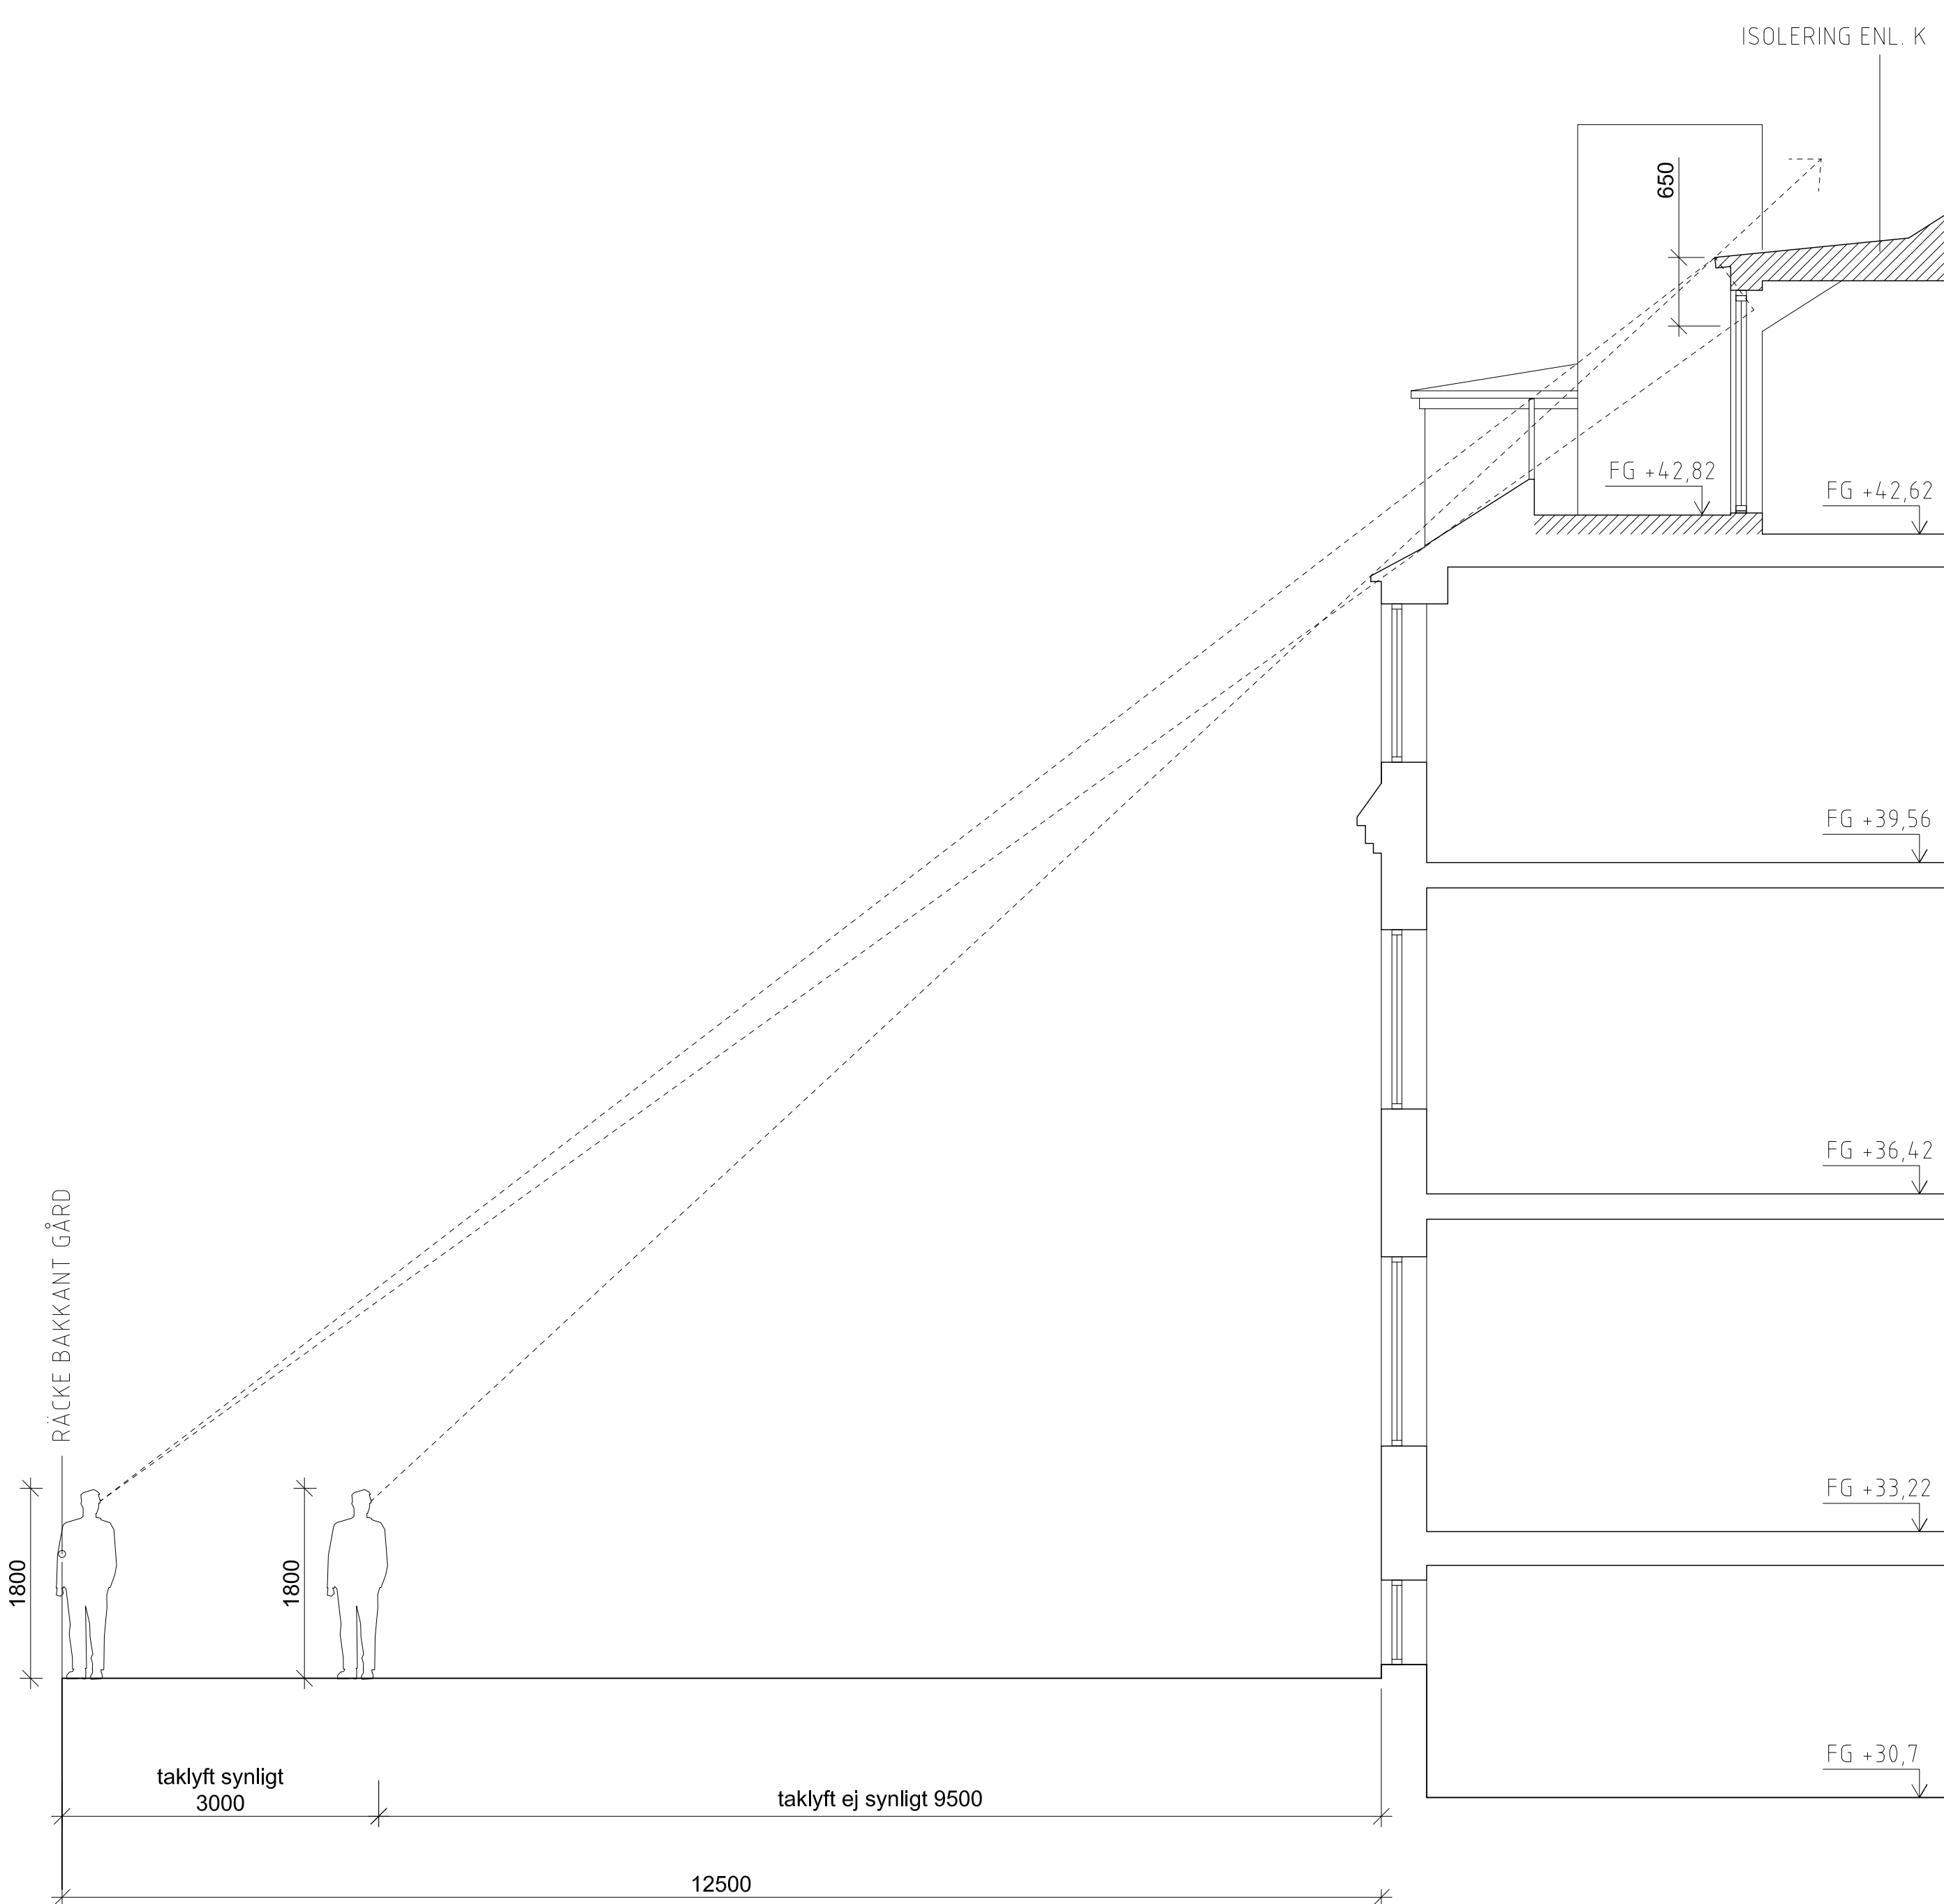 ISOLERING ENL. K
650
FG +42,82
FG +42,62
FG +39,56
FG +36,42
RÄCKE BAKKANT GÅRD
FG +33,22
1800
1800
FG +30,7
taklyft synligt
3000
taklyft ej synligt 9500
12500